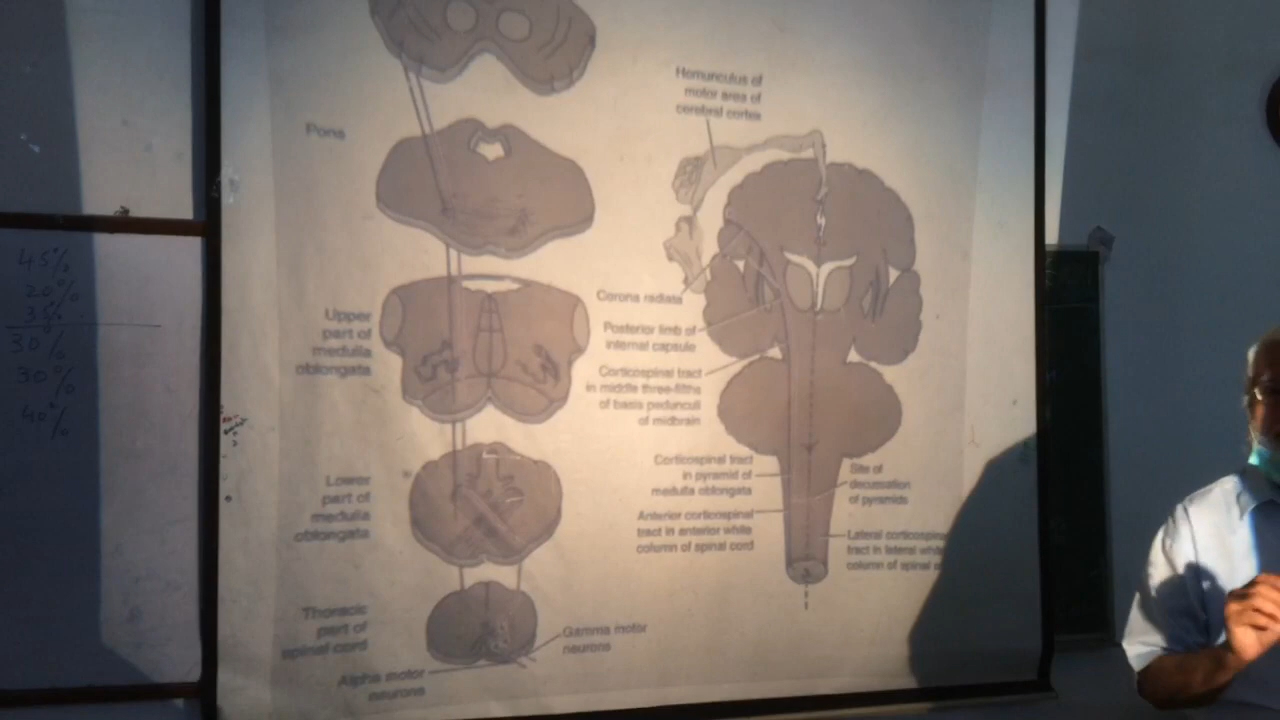 Pons
Upper
part of
medulla
oblongata
Lower
part of
medulla
oblongata
Thoracic
part of
spinal cord
Alpha motor
neurons
Gamma motor
neurons
Homunculus of
motor area of
cerebral cortex
Corona radiata
Posterior limb of
internal capsule
Corticospinal tract
in middle three-fifths
of basis pedunculi
of midbrain
Corticospinal tract
in pyramid of
medulla oblongata
Anterior corticospinal
tract in anterior white
column of spinal cord
Site of
decussation
of pyramids
Lateral corticospina
tract in lateral whit
column of spinal
45%
20%
35%
30%
30%
40%